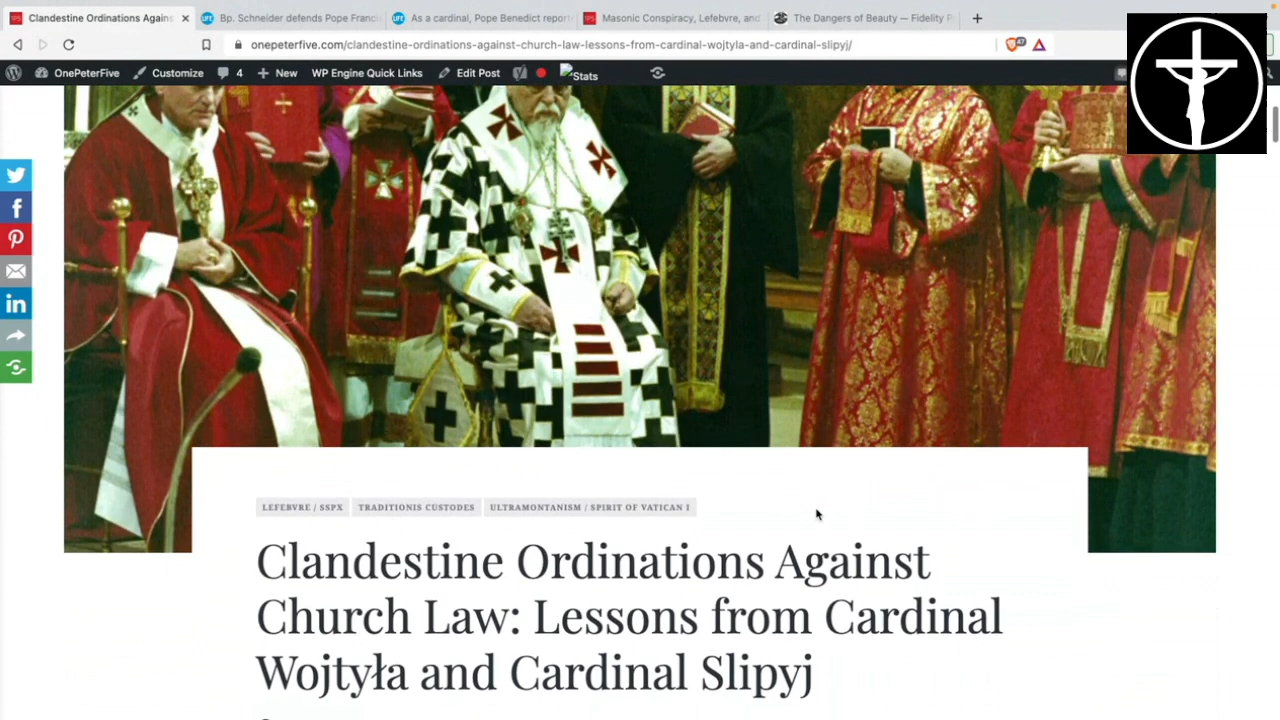 Clandestine Ordinations Agains
Bp. Schneider defends Pope Franci
As a cardinal, Pope Benedict report
Masonic Conspiracy, Lefebvre, and
The Dangers of Beauty — Fidelity P
onepeterfive.com/clandestine-ordinations-against-church-law-lessons-from-cardinal-wojtyla-and-cardinal-slipyj/
OnePeterFive Customize 4 New WP Engine Quick Links Edit Post Stats
LEFEBVRE / SSPX TRADITIONIS CUSTODES ULTRAMONTANISM / SPIRIT OF VATICAN I
Clandestine Ordinations Against
Church Law: Lessons from Cardinal
Wojtyła and Cardinal Slipyj